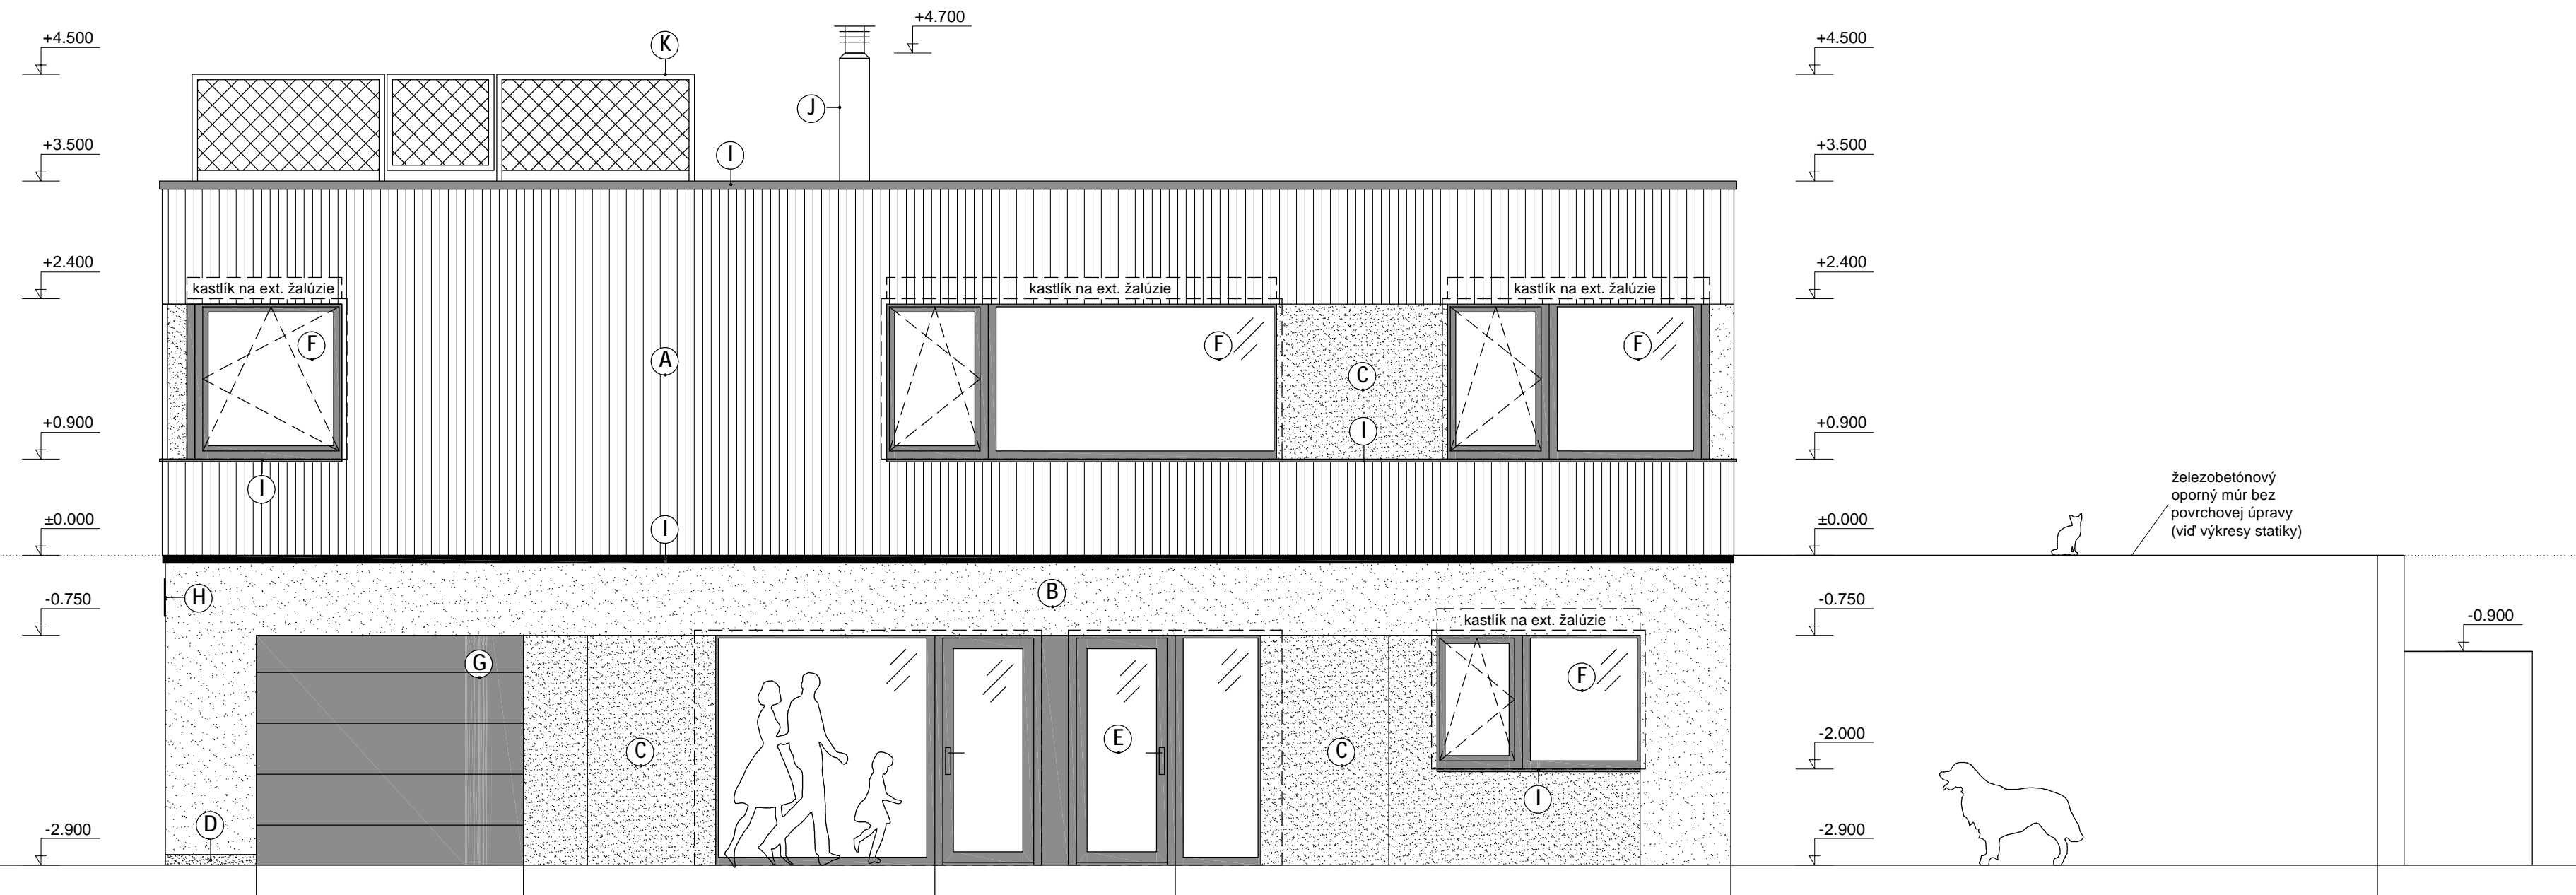 +4.700
+4.500
K
+4.500
J
+3.500
I
+3.500
+2.400
+2.400
kastlík na ext. žalúzie
kastlík na ext. žalúzie
kastlík na ext. žalúzie
F
F
F
A
C
+0.900
I
+0.900
I
železobetónový
oporný múr bez
povrchovej úpravy
(viď výkresy statiky)
±0.000
I
±0.000
H
B
-0.750
-0.750
-0.900
kastlík na ext. žalúzie
G
F
E
C
C
-2.000
I
D
-2.900
-2.900